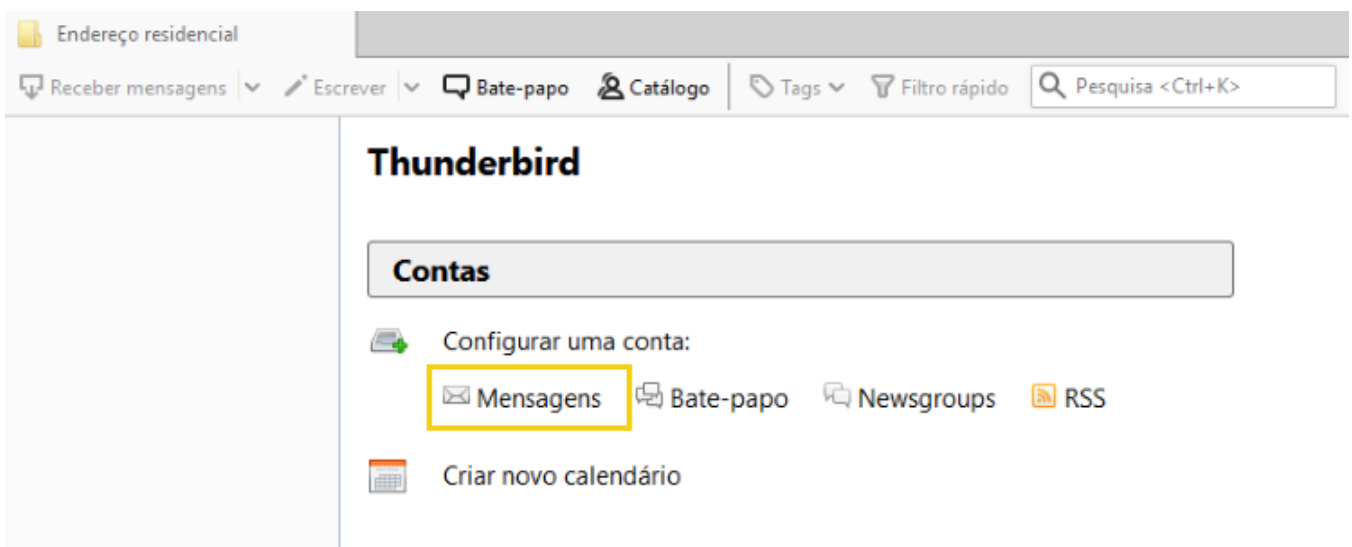 Endereço residencial
Receber mensagens Escrever Bate-papo Catálogo Tags Filtro rápido Pesquisa <Ctrl+K>
Thunderbird
Contas
Configurar uma conta:
Mensagens Bate-papo Newsgroups RSS
Criar novo calendário